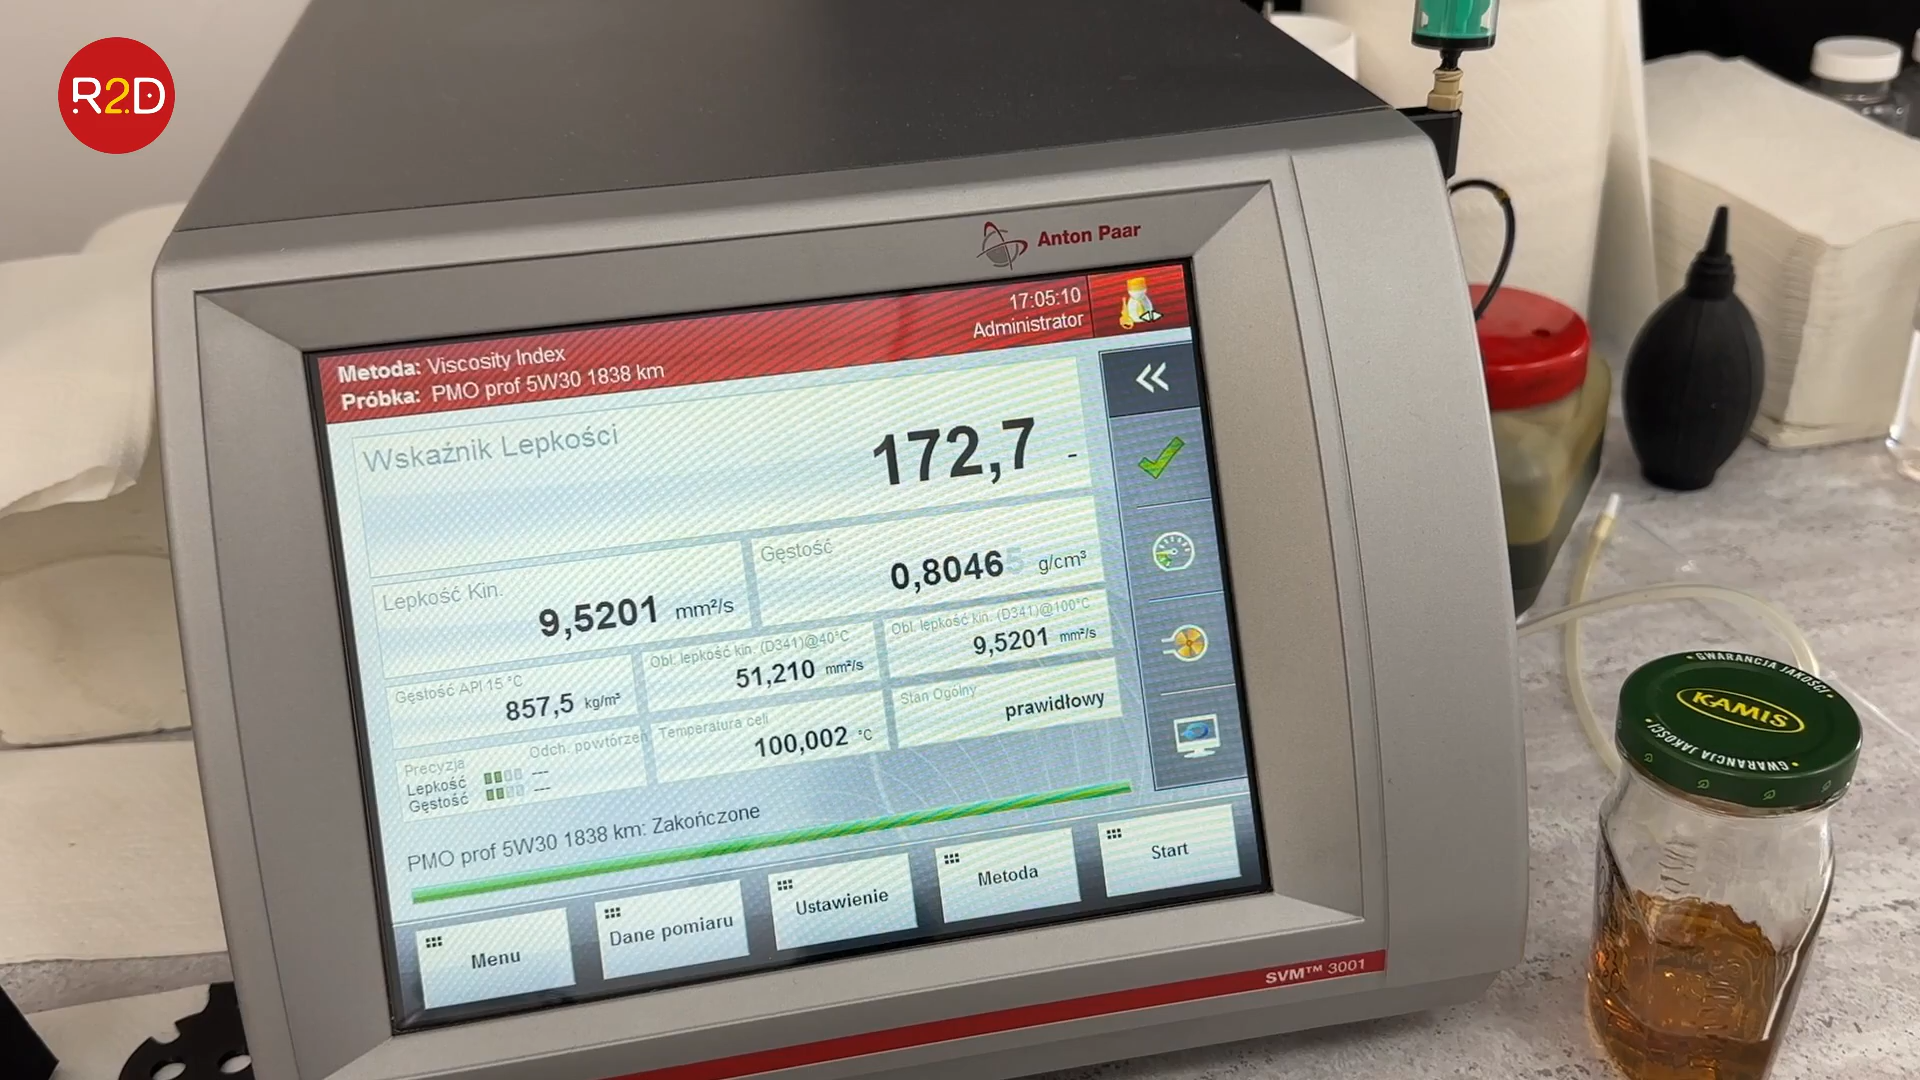 R2D
Anton Paar
17:05:10
Administrator
Metoda: Viscosity Index
Próbka: PMO prof 5W30 1838 km
Wskaźnik Lepkości
172,7 -
Lepkość Kin.
9,5201 mm²/s
Gęstość
0,80465 g/cm³
Gęstość API 15 °C
857,5 kg/m³
Obl. lepkość kin. (D341)@40°C
51,210 mm²/s
Obl. lepkość kin. (D341)@100°C
9,5201 mm²/s
Precyzja
Odch. powtórzeń
Lepkość ---
Gęstość ---
Temperatura celi
100,002 °C
Stan Ogólny
prawidłowy
PMO prof 5W30 1838 km: Zakończone
Menu
Dane pomiaru
Ustawienie
Metoda
Start
SVM™ 3001
GWARANCJA JAKOŚCI
KAMIS
GWARANCJA JAKOŚCI